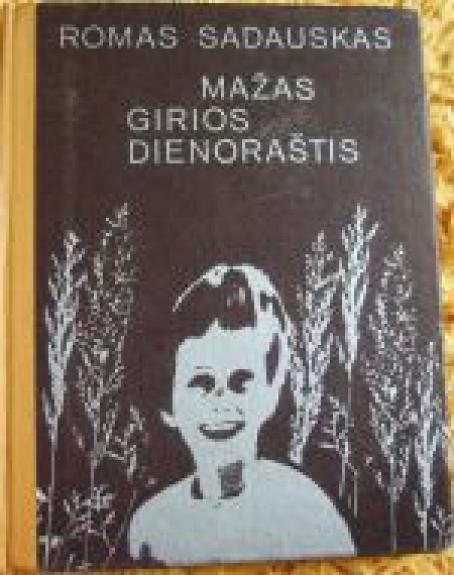 ROMAS SADAUSKAS
MAŽAS
GIRIOS
DIENORAŠTIS